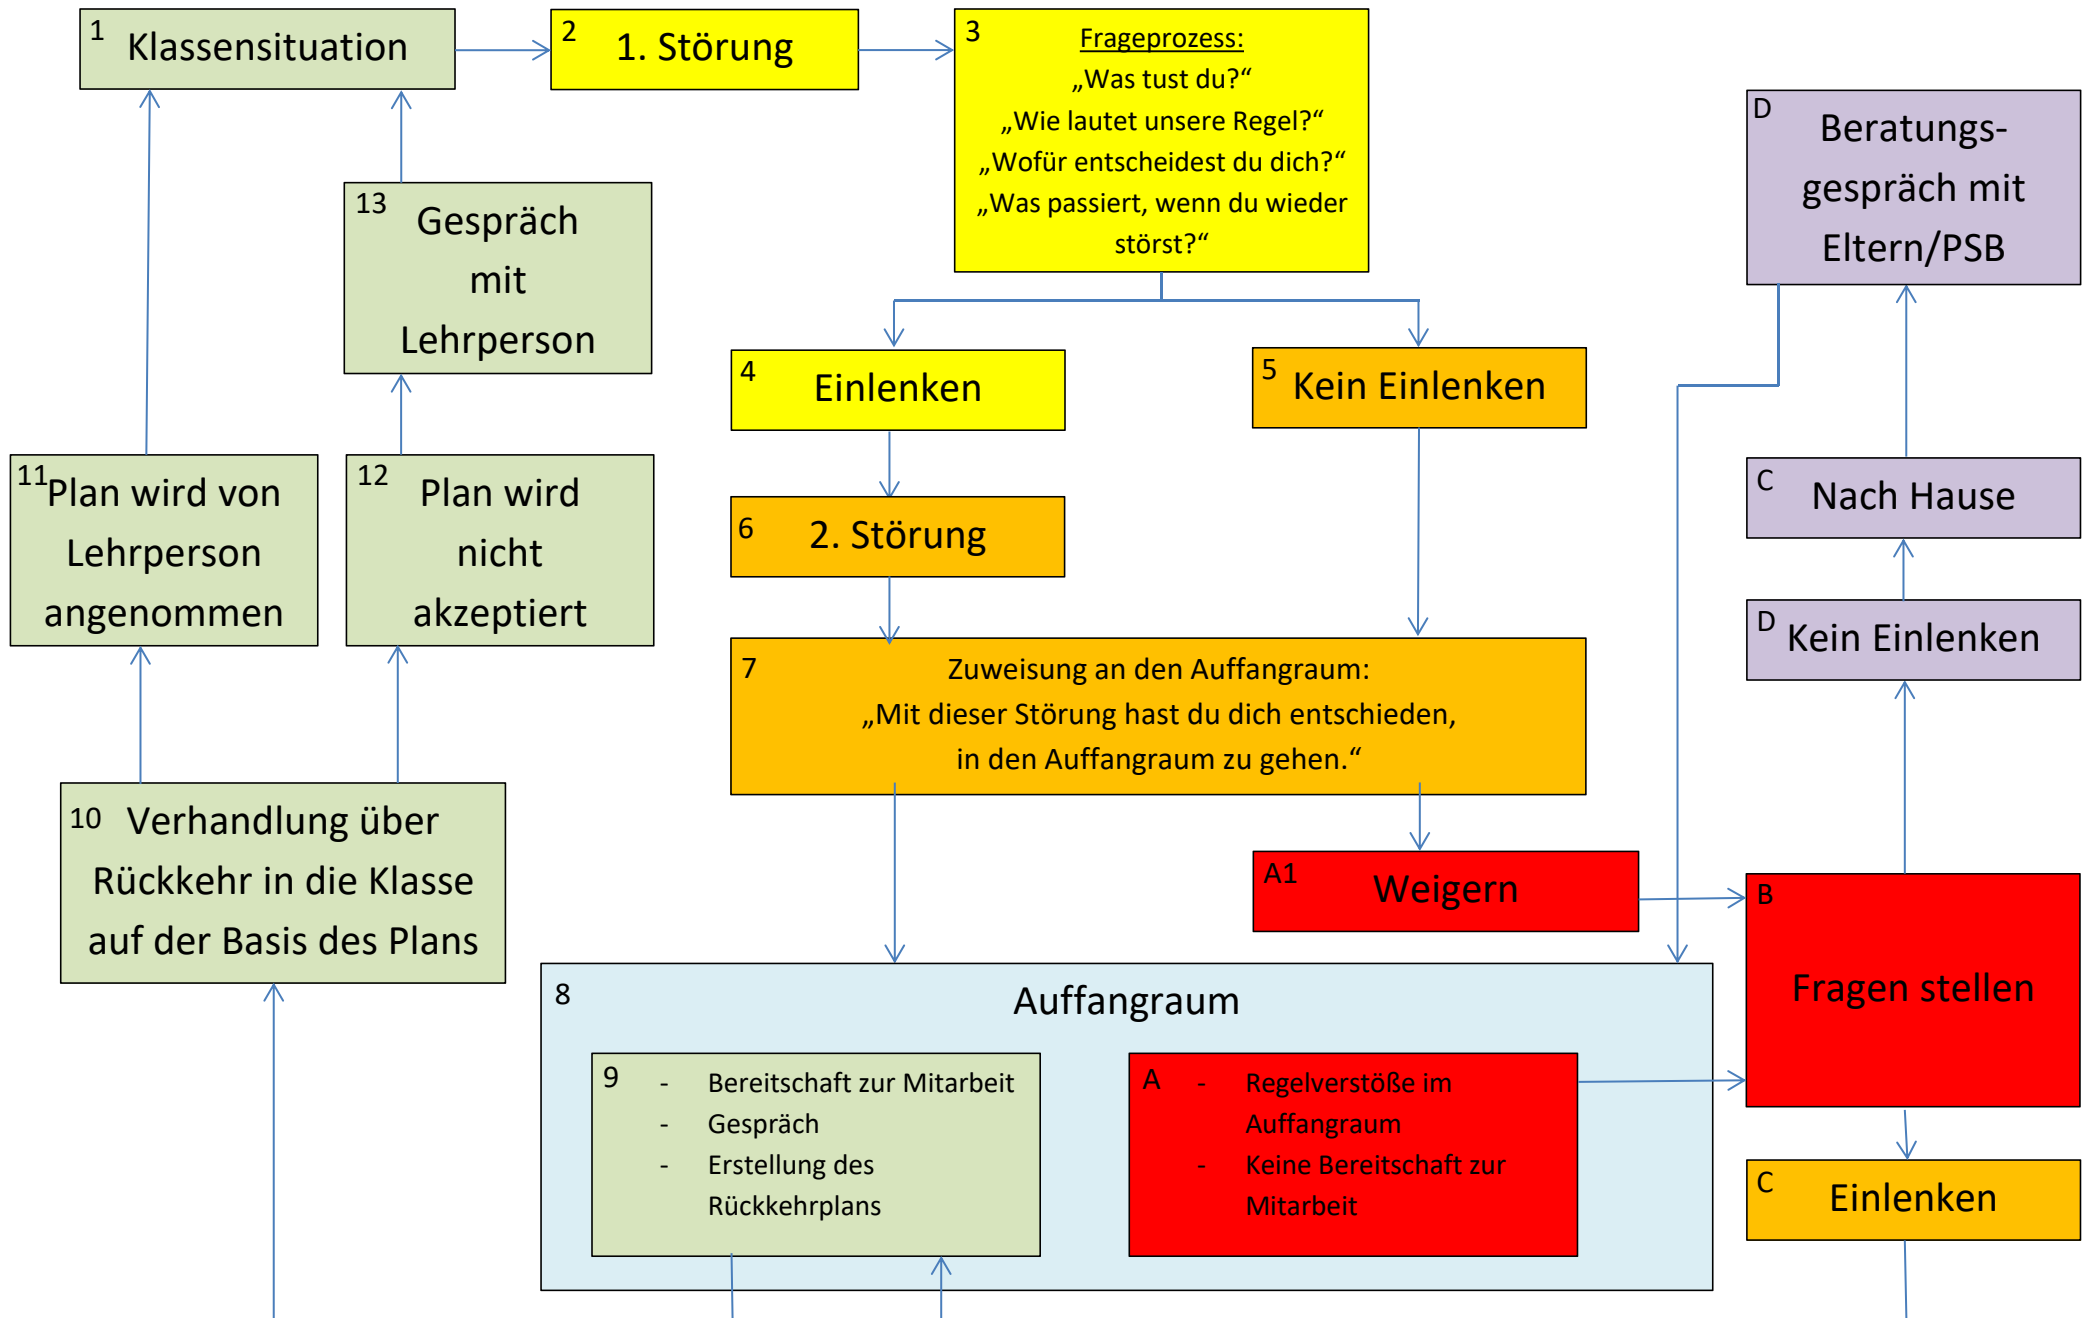 1
Klassensituation
2
1. Störung
3
Frageprozess:
„Was tust du?“
„Wie lautet unsere Regel?“
„Wofür entscheidest du dich?“
„Was passiert, wenn du wieder
störst?“
D
Beratungs-
gespräch mit
Eltern/PSB
13
Gespräch
mit
Lehrperson
4
Einlenken
5
Kein Einlenken
11
Plan wird von
Lehrperson
angenommen
12
Plan wird
nicht
akzeptiert
6
2. Störung
C
Nach Hause
D
Kein Einlenken
7
Zuweisung an den Auffangraum:
„Mit dieser Störung hast du dich entschieden,
in den Auffangraum zu gehen.“
10
Verhandlung über
Rückkehr in die Klasse
auf der Basis des Plans
A1
Weigern
B
Fragen stellen
8
Auffangraum
9
- Bereitschaft zur Mitarbeit
- Gespräch
- Erstellung des
Rückkehrplans
A
- Regelverstöße im
Auffangraum
- Keine Bereitschaft zur
Mitarbeit
C
Einlenken